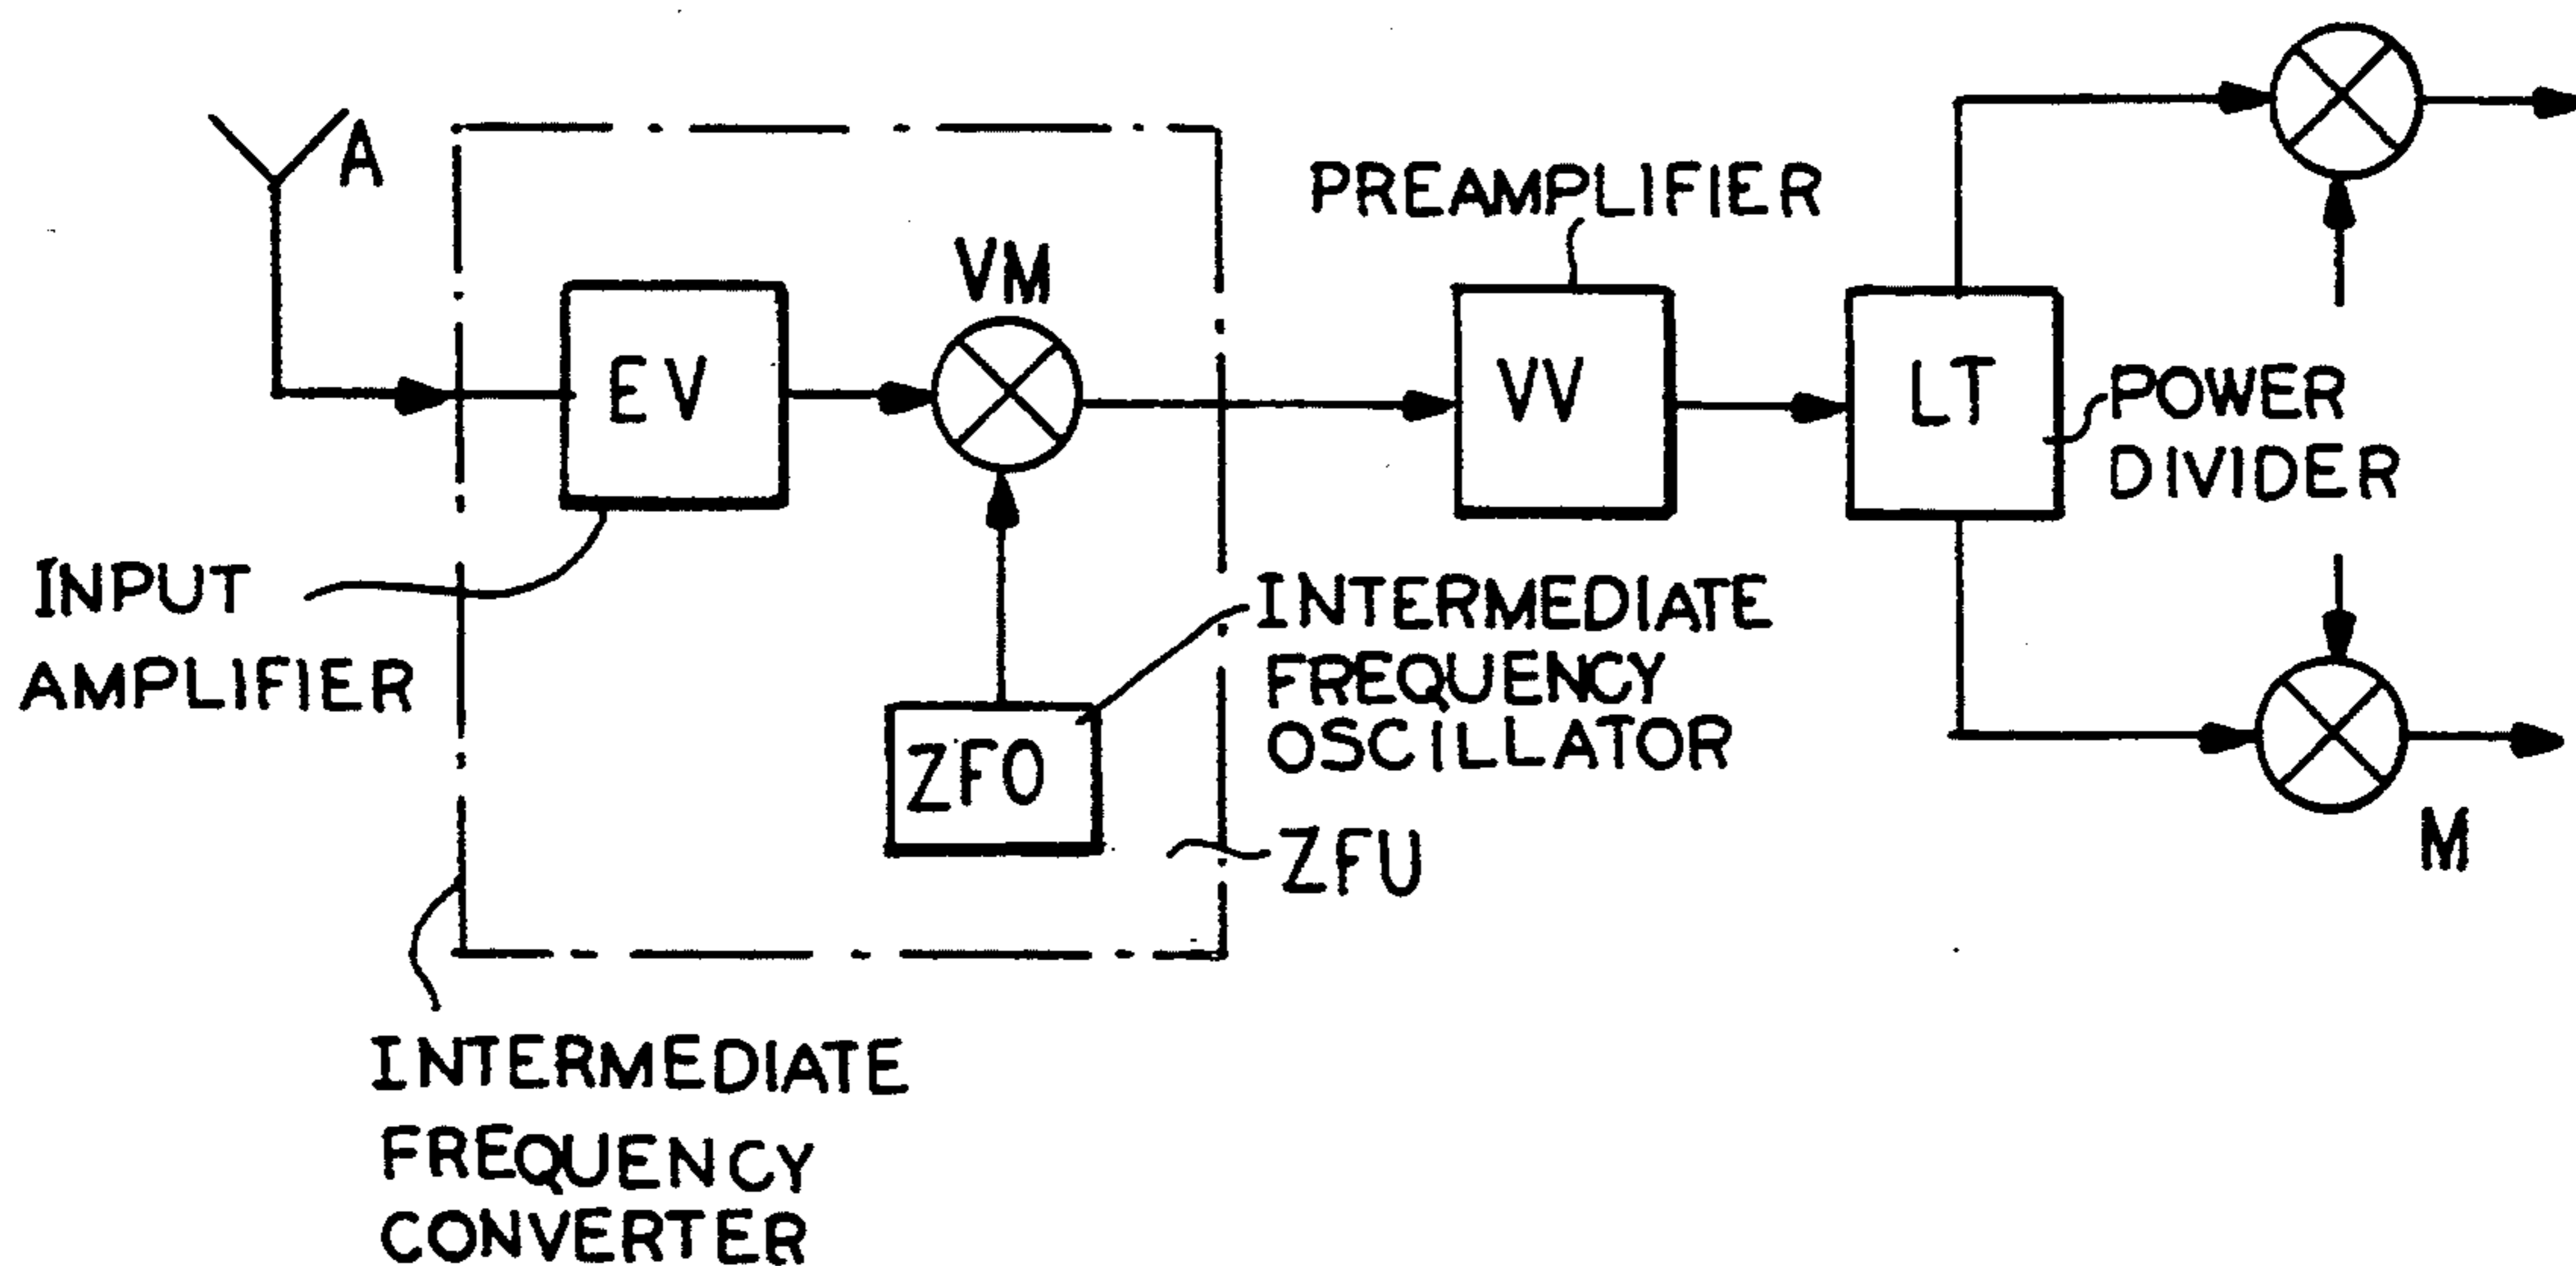 A
PREAMPLIFIER
VM
EV
VV
LT
POWER
DIVIDER
INPUT
AMPLIFIER
INTERMEDIATE
FREQUENCY
OSCILLATOR
ZFO
ZFU
M
INTERMEDIATE
FREQUENCY
CONVERTER